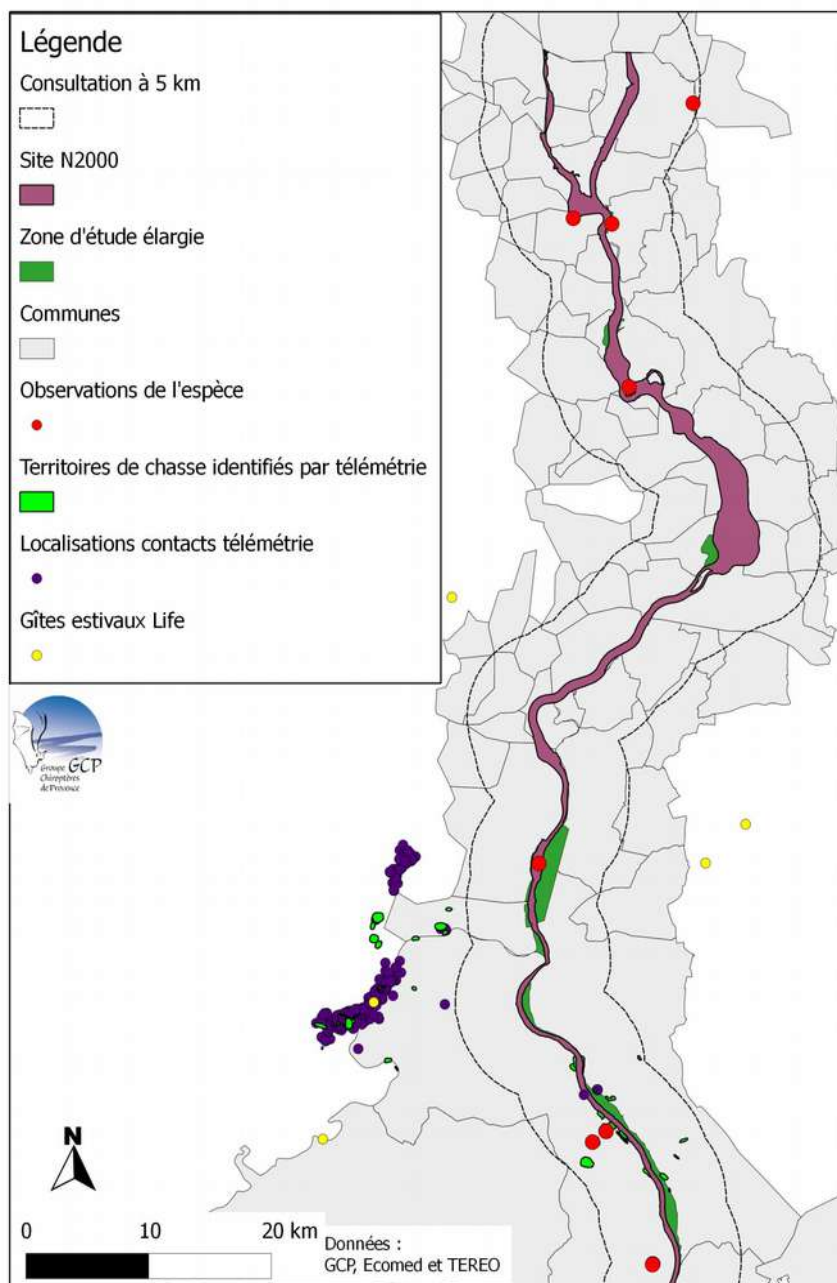 Légende
Consultation à 5 km
Site N2000
Zone d'étude élargie
Communes
Observations de l'espèce
Territoires de chasse identifiés par télémétrie
Localisations contacts télémétrie
Gîtes estivaux Life
Groupe GCP
Chiroptères
de Provence
N
0 10 20 km
Données :
GCP, Ecomed et TEREO